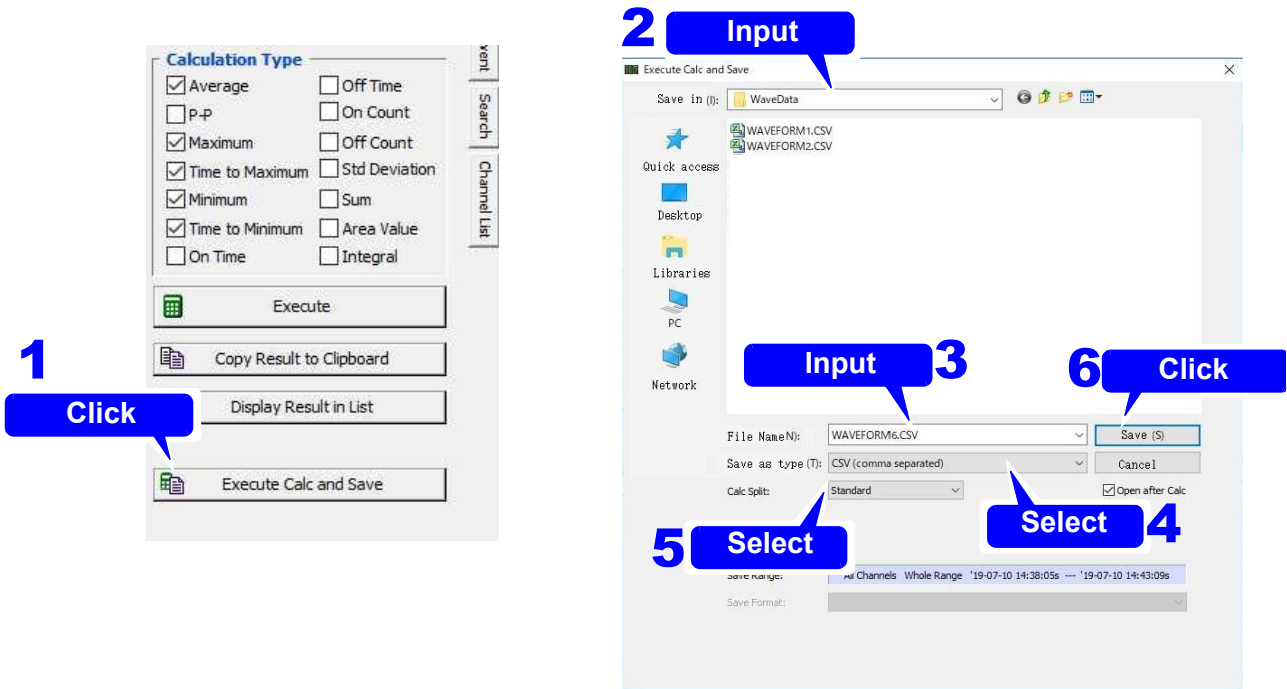 Calculation Type
Average
Off Time
P-P
On Count
Maximum
Off Count
Time to Maximum
Std Deviation
Minimum
Sum
Time to Minimum
Area Value
On Time
Integral
vent
Search
Channel List
Execute
1
Copy Result to Clipboard
Click
Display Result in List
Execute Calc and Save
2
Input
Execute Calc and Save
Save in (I):
WaveData
WAVEFORM1.CSV
WAVEFORM2.CSV
Quick access
Desktop
Libraries
PC
Network
Input
3
6
Click
File NameN):
WAVEFORM6.CSV
Save (S)
Save as type (T):
CSV (comma separated)
Cancel
Calc Split:
Standard
Open after Calc
5
Select
Select
4
Save Range:
All Channels Whole Range '19-07-10 14:38:05s --- '19-07-10 14:43:09s
Save Format: